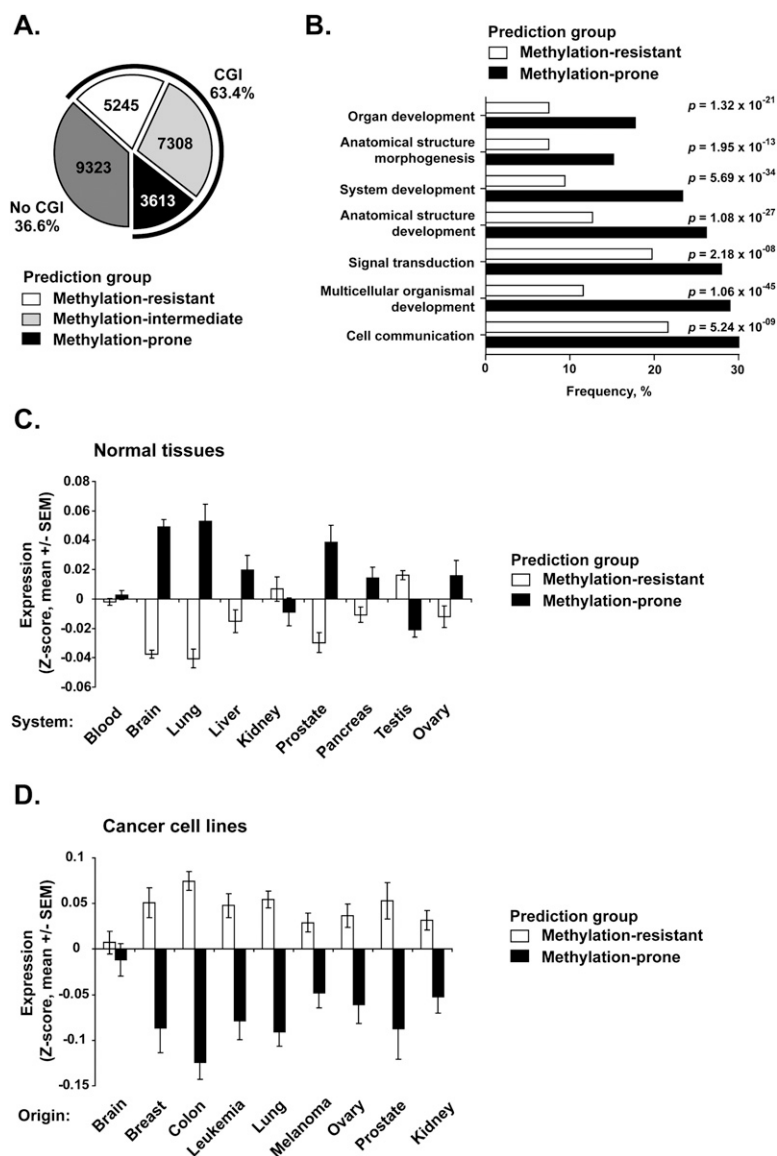 A.
CGI
63.4%
5245
7308
9323
3613
No CGI
36.6%
Prediction group
Methylation-resistant
Methylation-intermediate
Methylation-prone
B.
Prediction group
Methylation-resistant
Methylation-prone
Organ development
p = 1.32 x 10-21
Anatomical structure
morphogenesis
p = 1.95 x 10-13
System development
p = 5.69 x 10-34
Anatomical structure
development
p = 1.08 x 10-27
Signal transduction
p = 2.18 x 10-08
Multicellular organismal
development
p = 1.06 x 10-45
Cell communication
p = 5.24 x 10-09
0 10 20 30
Frequency, %
C.
Normal tissues
Expression
(Z-score, mean +/- SEM)
0.08
0.06
0.04
0.02
0
-0.02
-0.04
-0.06
Prediction group
Methylation-resistant
Methylation-prone
System: Blood Brain Lung Liver Kidney Prostate Pancreas Testis Ovary
D.
Cancer cell lines
Expression
(Z-score, mean +/- SEM)
0.1
0.05
0
-0.05
-0.1
-0.15
Prediction group
Methylation-resistant
Methylation-prone
Origin: Brain Breast Colon Leukemia Lung Melanoma Ovary Prostate Kidney